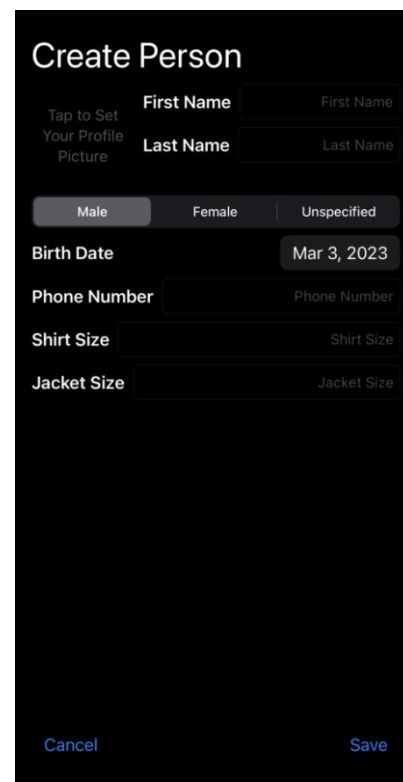 Create Person
Tap to Set
Your Profile
Picture
First Name First Name
Last Name Last Name
Male Female Unspecified
Birth Date Mar 3, 2023
Phone Number Phone Number
Shirt Size Shirt Size
Jacket Size Jacket Size
Cancel Save